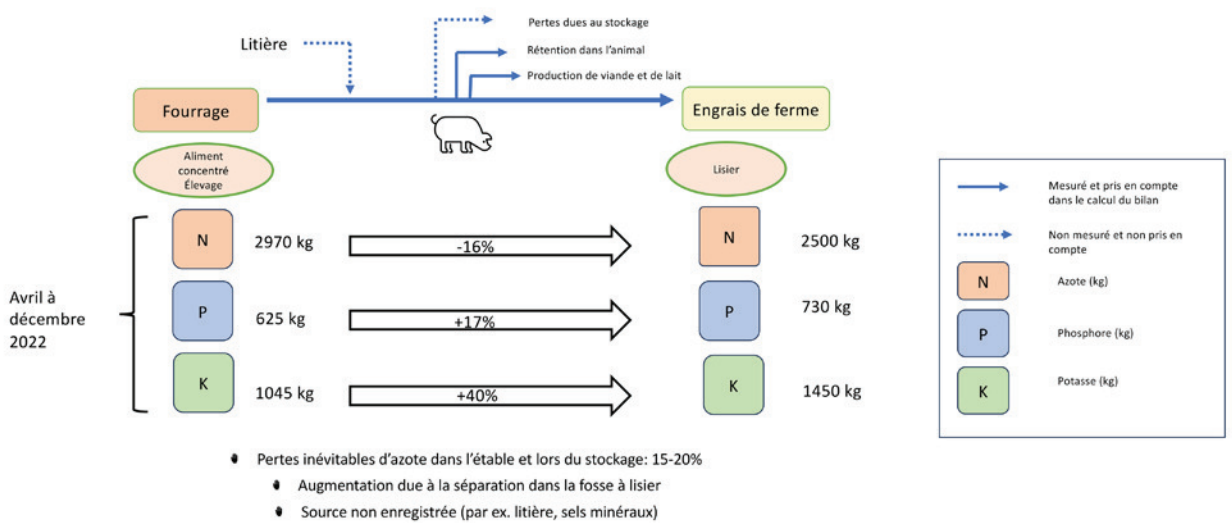 Pertes dues au stockage
Litière
Rétention dans l'animal
Production de viande et de lait
Fourrage
Engrais de ferme
Aliment
concentré
Élevage
Lisier
Mesuré et pris en compte
dans le calcul du bilan
Non mesuré et non pris en
compte
N
Azote (kg)
P
Phosphore (kg)
K
Potasse (kg)
Avril à
décembre
2022
N
2970 kg
-16%
N
2500 kg
P
625 kg
+17%
P
730 kg
K
1045 kg
+40%
K
1450 kg
Pertes inévitables d'azote dans l'étable et lors du stockage: 15-20%
Augmentation due à la séparation dans la fosse à lisier
Source non enregistrée (par ex. litière, sels minéraux)